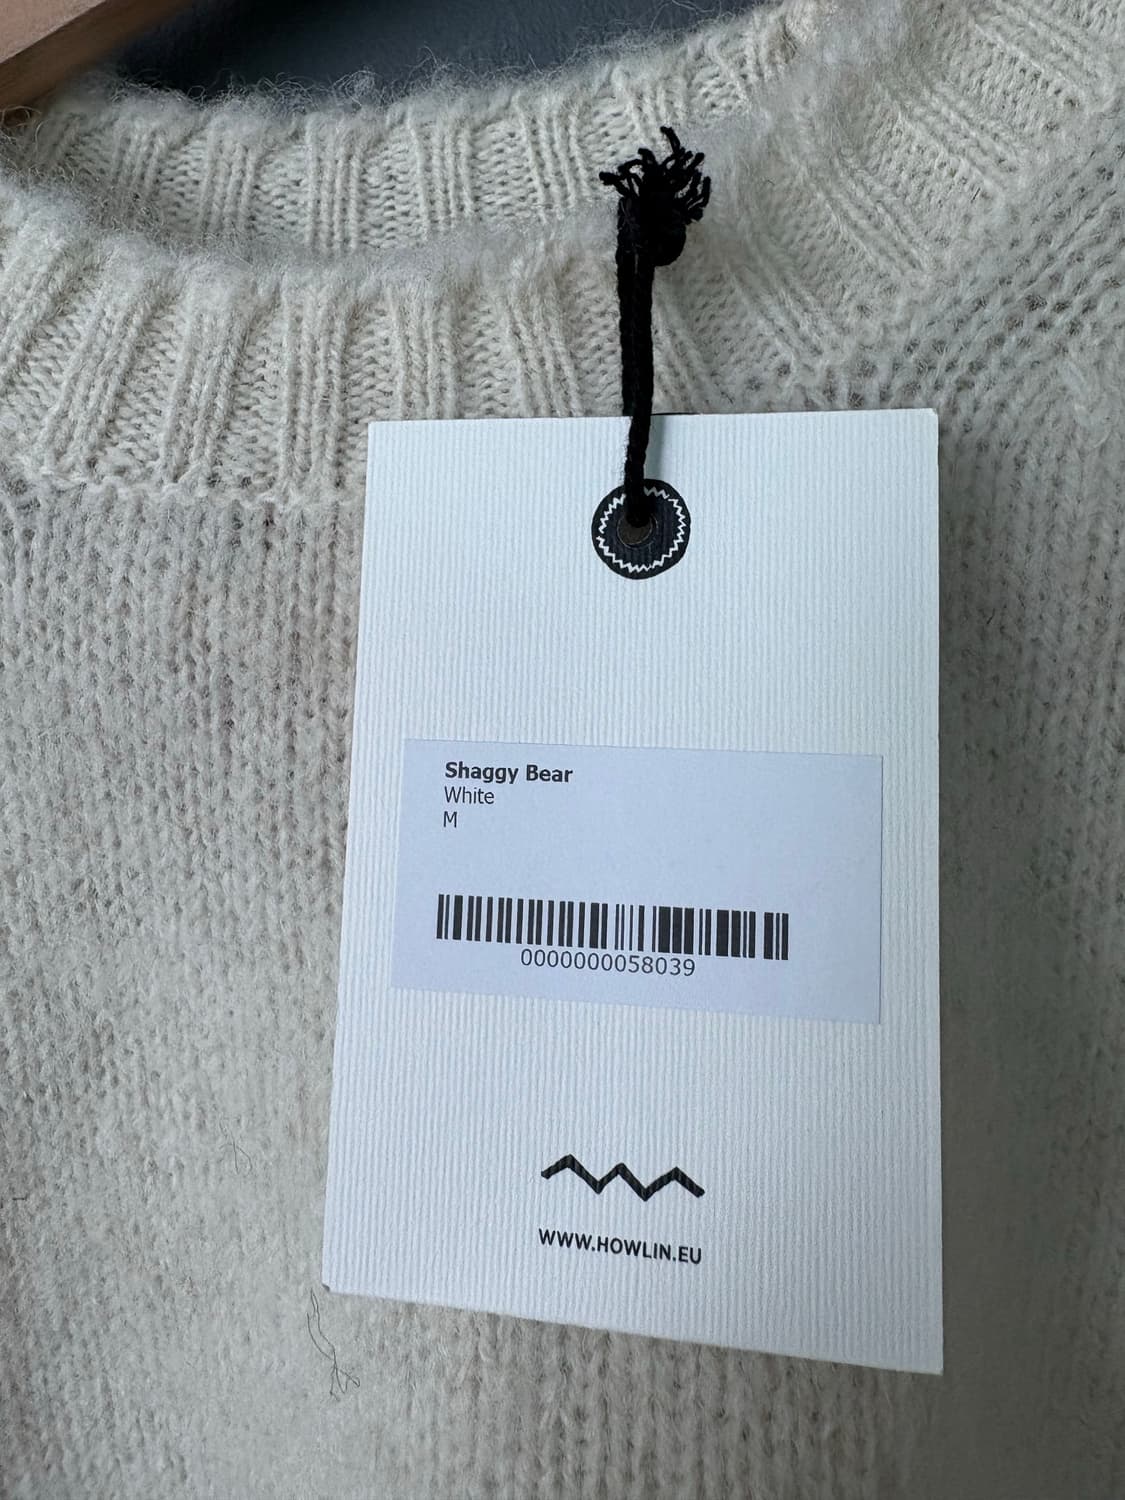 Shaggy Bear
White
M
0000000058039
WWW.HOWLIN.EU